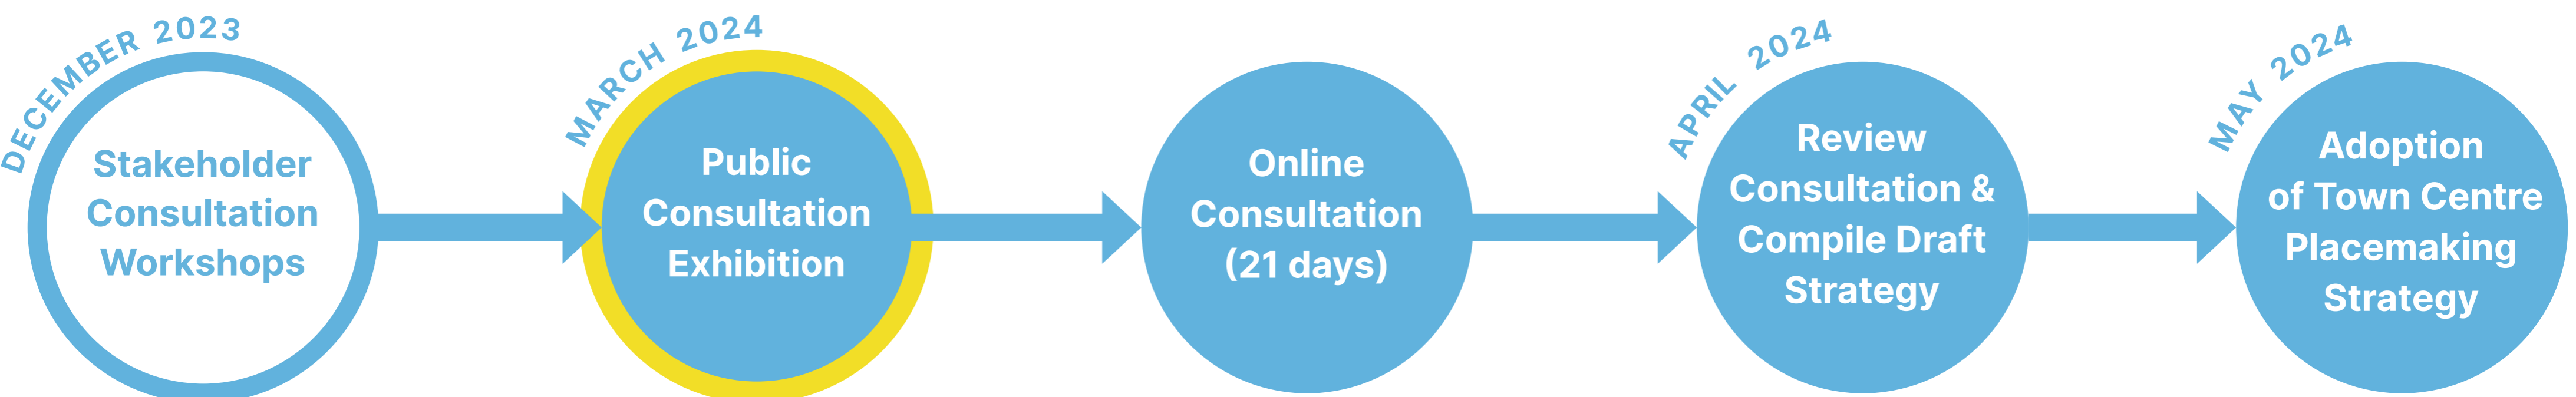 DECEMBER 2023
Stakeholder
Consultation
Workshops
MARCH 2024
Public
Consultation
Exhibition
Online
Consultation
(21 days)
APRIL 2024
Review
Consultation &
Compile Draft
Strategy
MAY 2024
Adoption
of Town Centre
Placemaking
Strategy